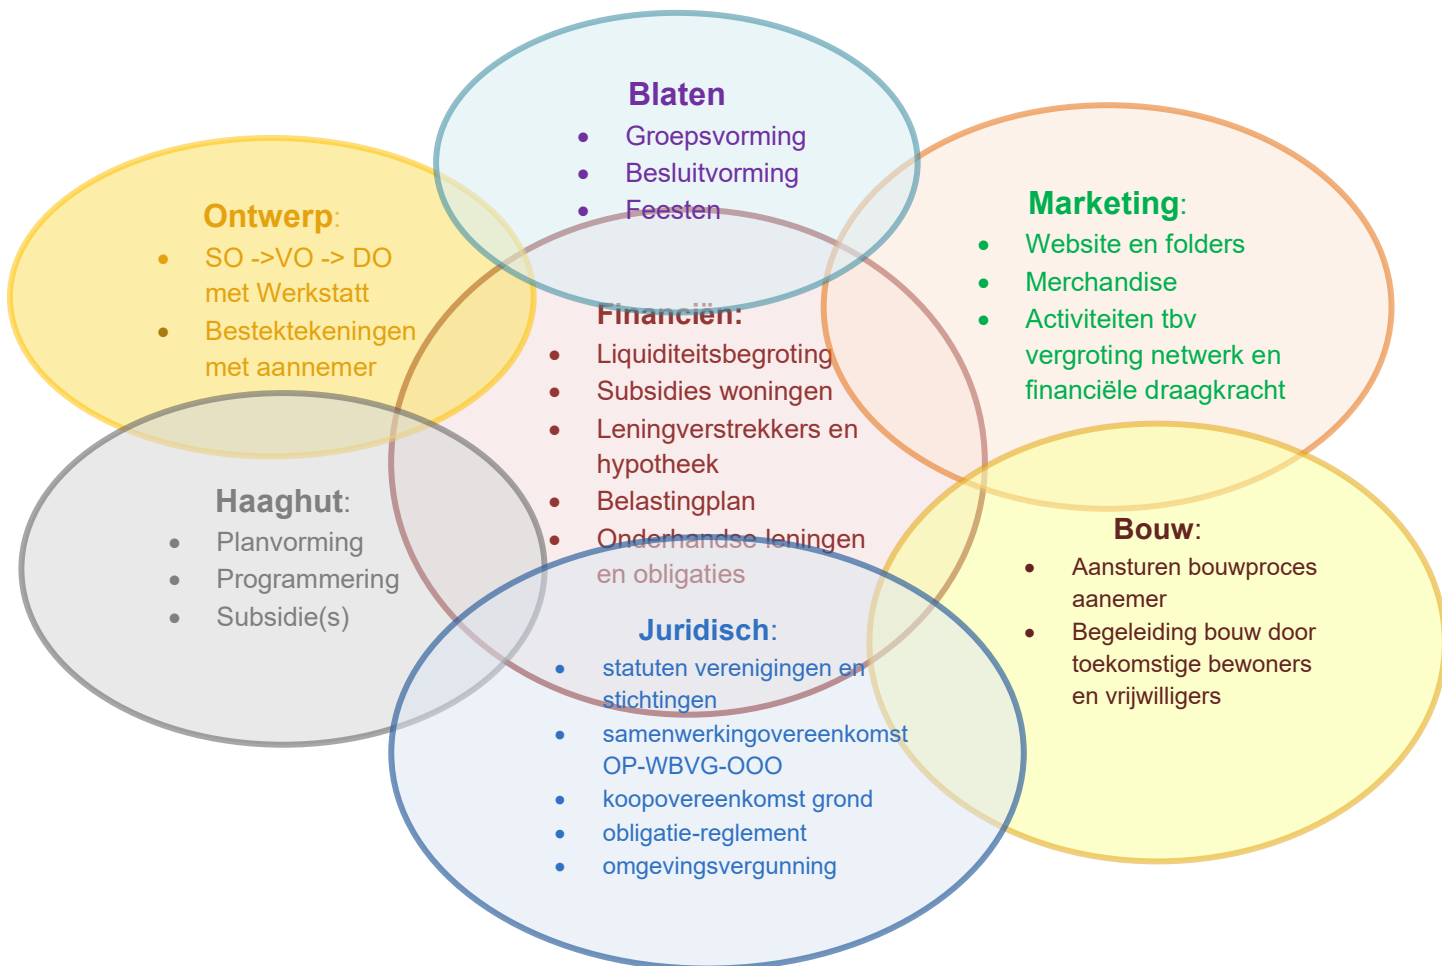 Blaten
• Groepsvorming
• Besluitvorming
• Feesten
Ontwerp:
• SO ->VO -> DO
met Werkstatt
• Bestektekeningen
met aannemer
Marketing:
• Website en folders
• Merchandise
• Activiteiten tbv
vergroting netwerk en
financiële draagkracht
Financiën:
• Liquiditeitsbegroting
• Subsidies woningen
• Leningverstrekkers en
hypotheek
• Belastingplan
• Onderhandse leningen
en obligaties
Haaghut:
• Planvorming
• Programmering
• Subsidie(s)
Bouw:
• Aansturen bouwproces
aanemer
• Begeleiding bouw door
toekomstige bewoners
en vrijwilligers
Juridisch:
• statuten verenigingen en
stichtingen
• samenwerkingovereenkomst
OP-WBVG-OOO
• koopovereenkomst grond
• obligatie-reglement
• omgevingsvergunning